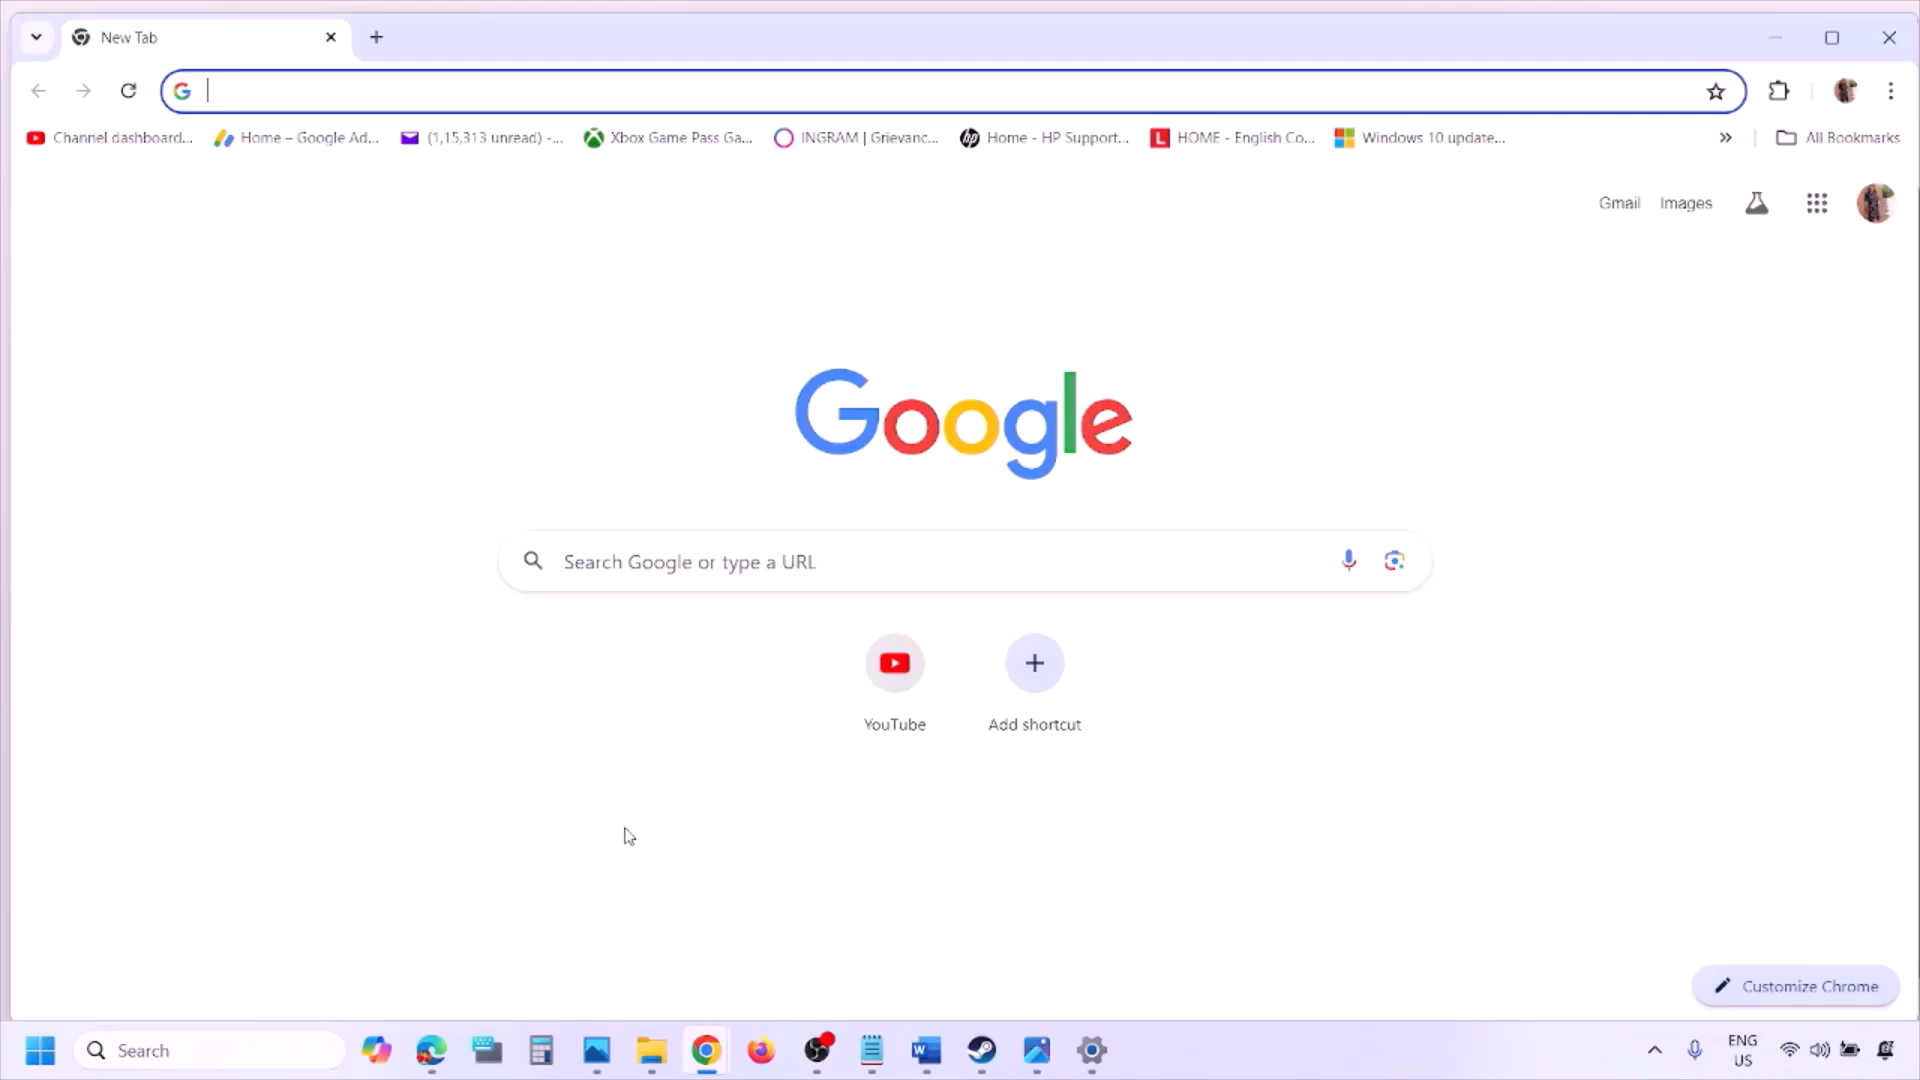 New Tab
Channel dashboard...
Home – Google Ad...
(1,15,313 unread) -...
Xbox Game Pass Ga...
INGRAM | Grievanc...
Home - HP Support...
HOME - English Co...
Windows 10 update...
All Bookmarks
Gmail
Images
Google
Search Google or type a URL
YouTube
Add shortcut
Customize Chrome
Search
ENG
US